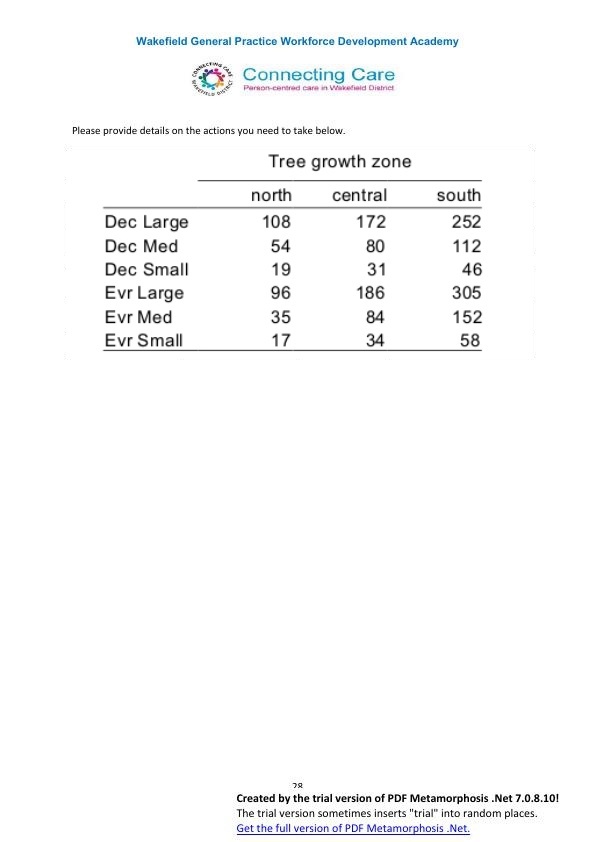 Wakefield General Practice Workforce Development Academy
CONNECTING CARE
WAKEFIELD DISTRICT
Connecting Care
Person-centred care in Wakefield District
Please provide details on the actions you need to take below.
Tree growth zone
north central south
Dec Large 108 172 252
Dec Med 54 80 112
Dec Small 19 31 46
Evr Large 96 186 305
Evr Med 35 84 152
Evr Small 17 34 58
28
Created by the trial version of PDF Metamorphosis .Net 7.0.8.10!
The trial version sometimes inserts "trial" into random places.
Get the full version of PDF Metamorphosis .Net.